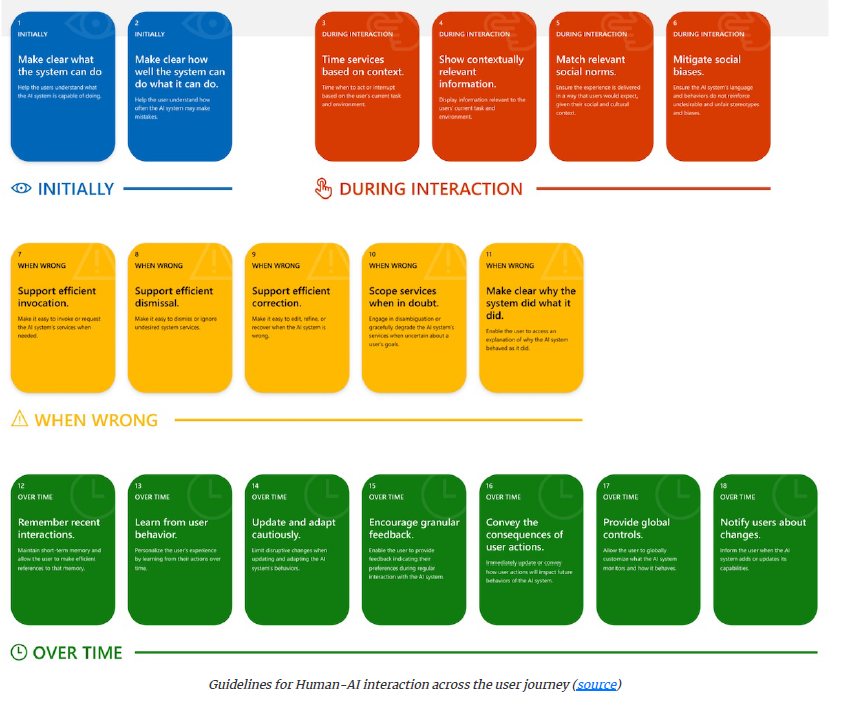 1
INITIALLY
Make clear what
the system can do
Help the users understand what
the AI system is capable of doing.
2
INITIALLY
Make clear how
well the system can
do what it can do.
Help the user understand how
often the AI system may make
mistakes.
3
DURING INTERACTION
Time services
based on context.
Time when to act or interrupt
based on the user's current task
and environment.
4
DURING INTERACTION
Show contextually
relevant
information.
Display information relevant to the
users' current task and
environment.
5
DURING INTERACTION
Match relevant
social norms.
Ensure the experience is delivered
in a way that users would expect,
given their social and cultural
context.
6
DURING INTERACTION
Mitigate social
biases.
Ensure the AI system's language
and behaviors do not reinforce
undesirable and unfair stereotypes
and biases.
INITIALLY
DURING INTERACTION
7
WHEN WRONG
Support efficient
invocation.
Make it easy to invoke or request
the AI system's services when
needed.
8
WHEN WRONG
Support efficient
dismissal.
Make it easy to dismiss or ignore
undesired system services.
9
WHEN WRONG
Support efficient
correction.
Make it easy to edit, refine, or
recover when the AI system is
wrong.
10
WHEN WRONG
Scope services
when in doubt.
Engage in disambiguation or
gracefully degrade the AI system's
services when uncertain about a
user's goals.
11
WHEN WRONG
Make clear why the
system did what it
did.
Enable the user to access an
explanation of why the AI system
behaved as it did.
WHEN WRONG
12
OVER TIME
Remember recent
interactions.
Maintain short-term memory and
allow the user to make efficient
references to that memory.
13
OVER TIME
Learn from user
behavior.
Personalize the user's experience
by learning from their actions over
time.
14
OVER TIME
Update and adapt
cautiously.
Limit disruptive changes when
updating and adapting the AI
system's behaviors.
15
OVER TIME
Encourage granular
feedback.
Enable the user to provide
feedback indicating their
preferences during regular
interaction with the AI system.
16
OVER TIME
Convey the
consequences of
user actions.
Immediately update or convey
how user actions will impact future
behaviors of the AI system.
17
OVER TIME
Provide global
controls.
Allow the user to globally
customize what the AI system
monitors and how it behaves.
18
OVER TIME
Notify users about
changes.
Inform the user when the AI
system adds or updates its
capabilities.
OVER TIME
Guidelines for Human-AI interaction across the user journey (source)